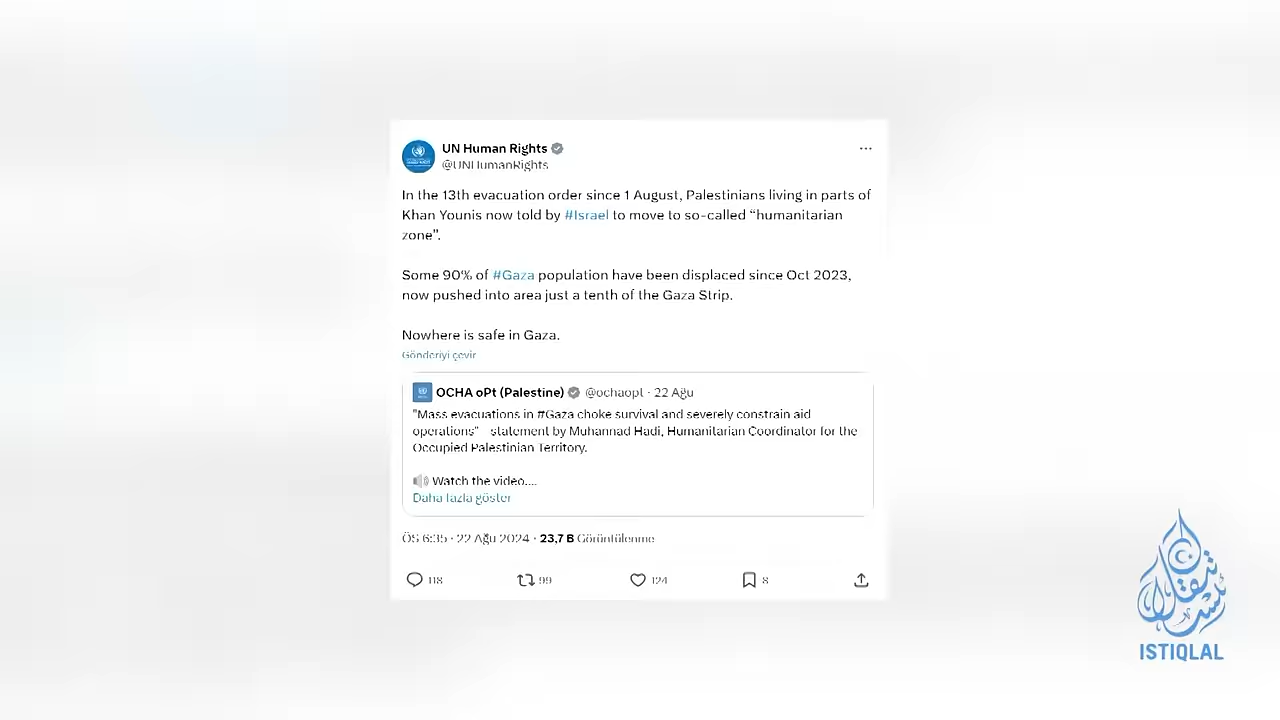 UN Human Rights
@UNHumanRights
In the 13th evacuation order since 1 August, Palestinians living in parts of
Khan Younis now told by #Israel to move to so-called “humanitarian
zone”.
Some 90% of #Gaza population have been displaced since Oct 2023,
now pushed into area just a tenth of the Gaza Strip.
Nowhere is safe in Gaza.
Gönderiyi çevir
OCHA oPt (Palestine) @ochaopt · 22 Ağu
"Mass evacuations in #Gaza choke survival and severely constrain aid
operations" statement by Muhannad Hadi, Humanitarian Coordinator for the
Occupied Palestinian Territory.
Watch the video....
Daha fazla göster
ÖS 6:35 · 22 Ağu 2024 · 23,7 B Görüntülenme
118 99 124 8
ISTIQLAL